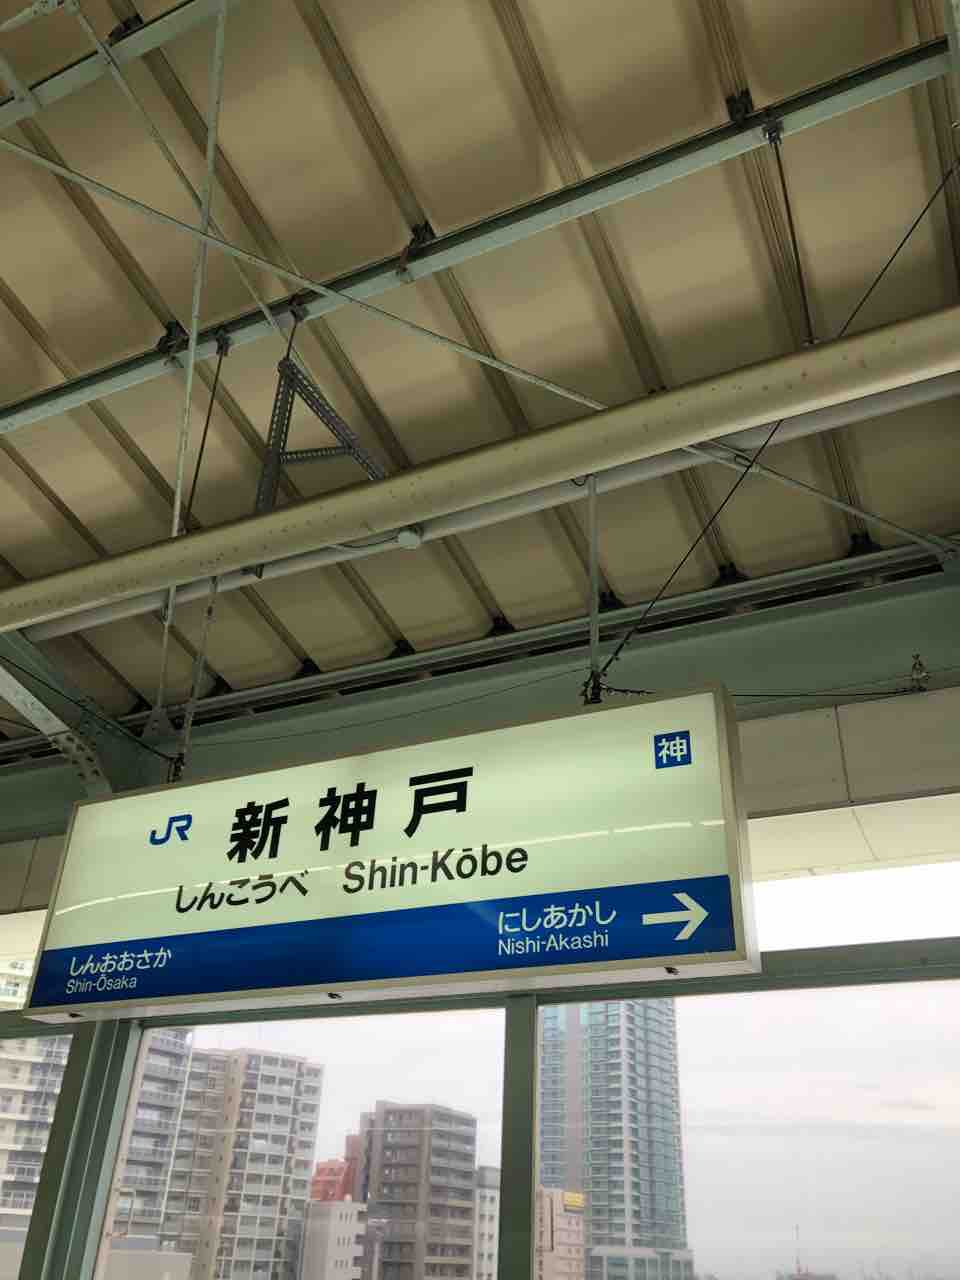 神
JR 新神戸
しんこうべ Shin-Kōbe
しんおおさか
Shin-Ōsaka
にしあかし
Nishi-Akashi